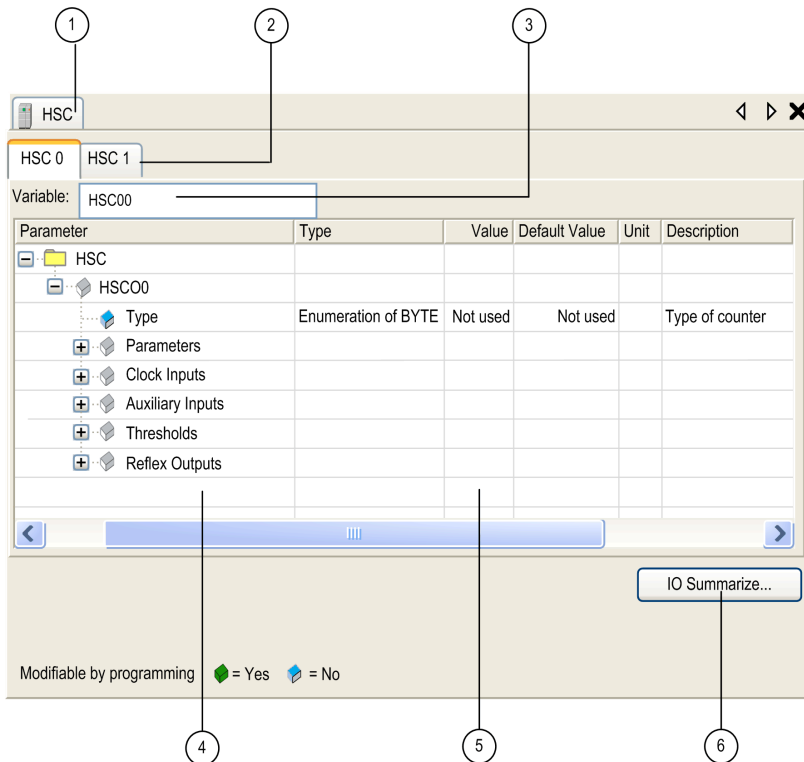 1 2 3
HSC
HSC 0 HSC 1
Variable: HSC00
Parameter Type Value Default Value Unit Description
HSC
HSCO0
Type Enumeration of BYTE Not used Not used Type of counter
Parameters
Clock Inputs
Auxiliary Inputs
Thresholds
Reflex Outputs
IO Summarize...
Modifiable by programming = Yes = No
4 5 6